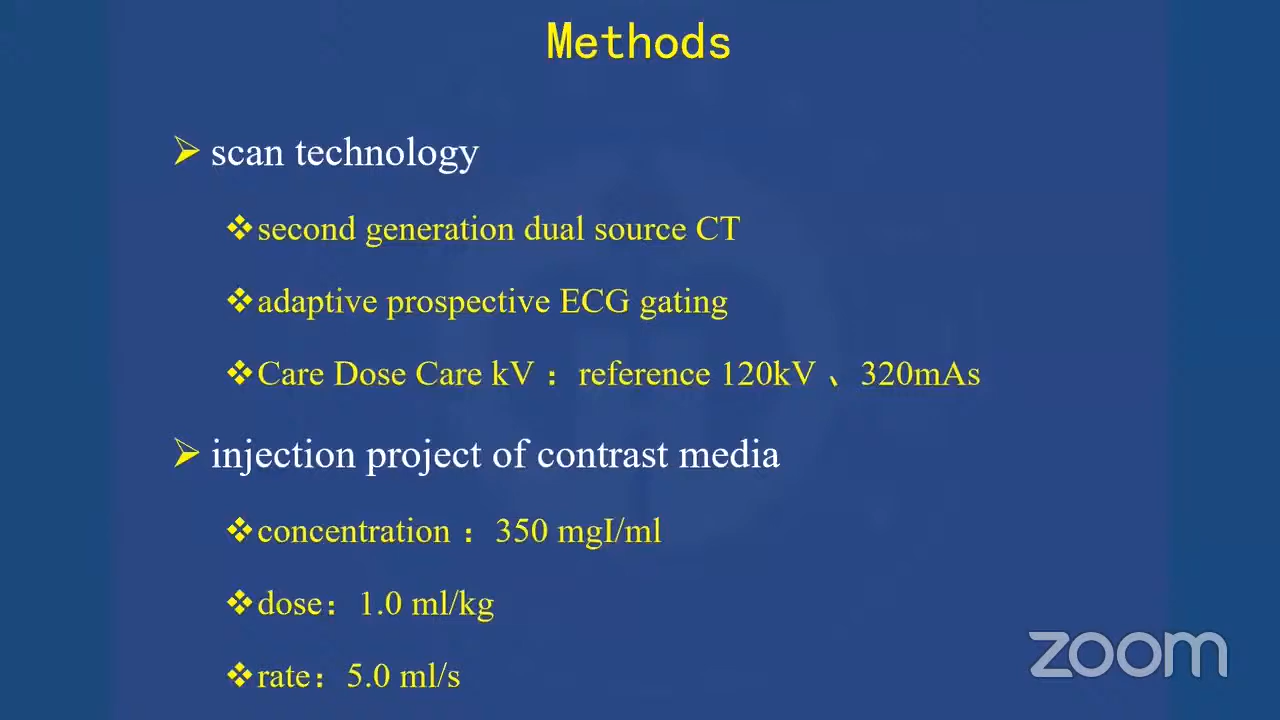 Methods
scan technology
second generation dual source CT
adaptive prospective ECG gating
Care Dose Care kV ：reference 120kV 、320mAs
injection project of contrast media
concentration ：350 mgI/ml
dose：1.0 ml/kg
rate：5.0 ml/s
zoom